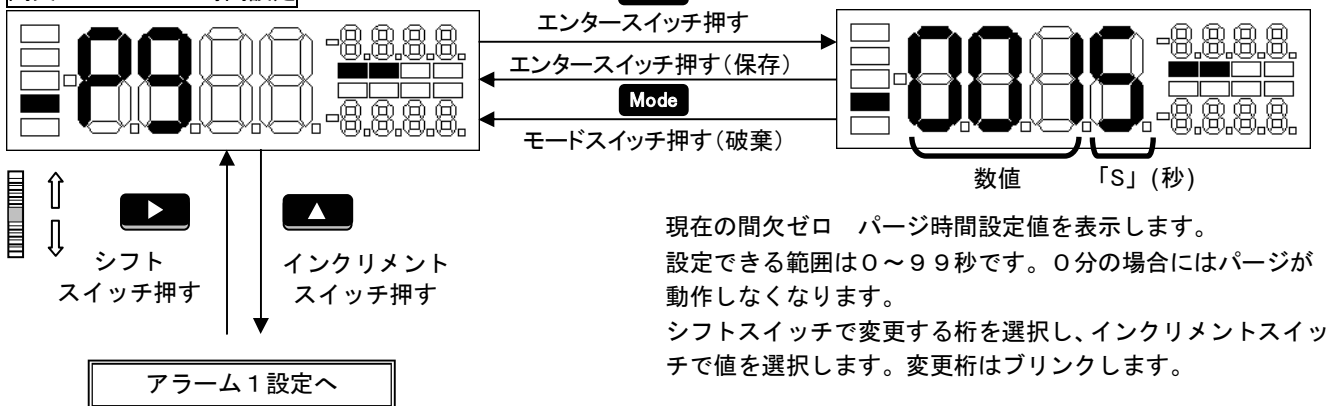 P9
エンタースイッチ押す
エンタースイッチ押す(保存)
Mode
モードスイッチ押す(破棄)
001S
数値
「S」(秒)
シフト
スイッチ押す
インクリメント
スイッチ押す
現在の間欠ゼロ　パージ時間設定値を表示します。
設定できる範囲は０～９９秒です。０分の場合にはパージが
動作しなくなります。
シフトスイッチで変更する桁を選択し、インクリメントスイッ
チで値を選択します。変更桁はブリンクします。
アラーム１設定へ